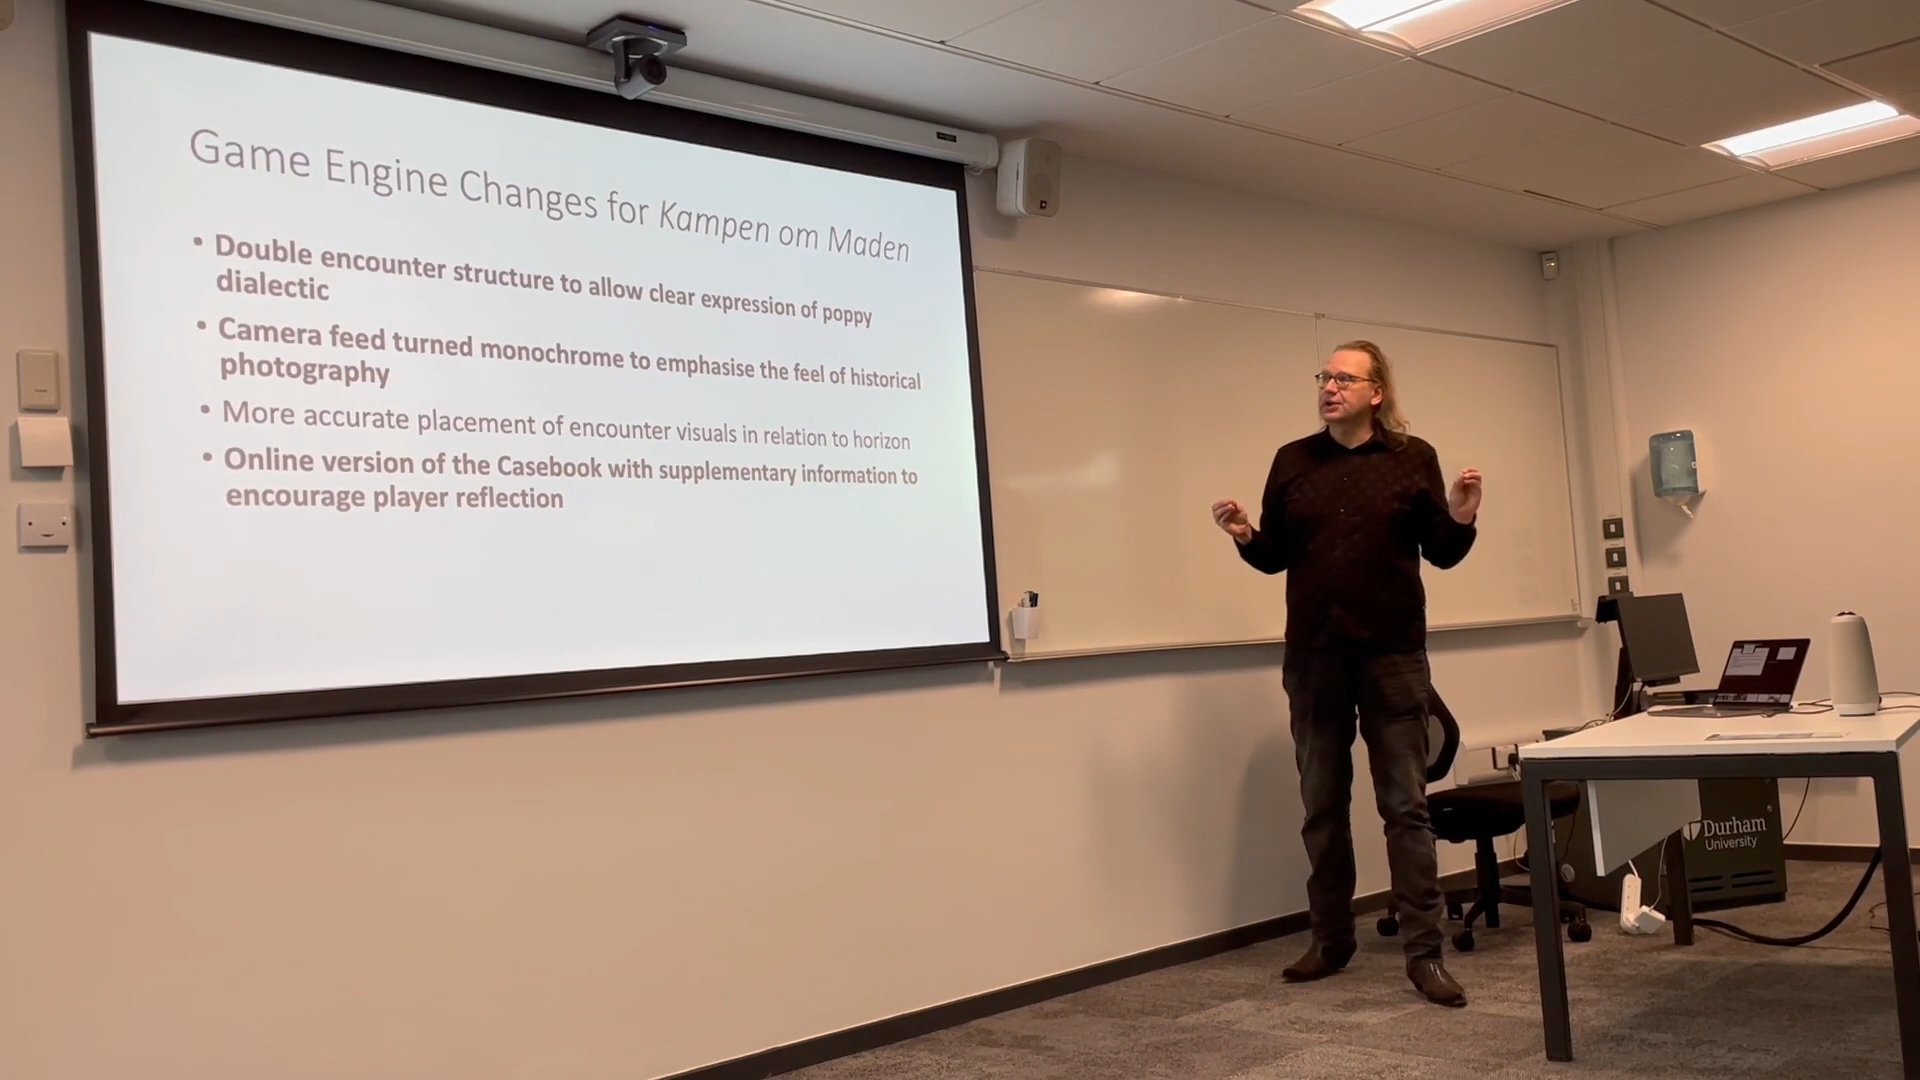 Game Engine Changes for Kampen om Maden
• Double encounter structure to allow clear expression of poppy
dialectic
• Camera feed turned monochrome to emphasise the feel of historical
photography
• More accurate placement of encounter visuals in relation to horizon
• Online version of the Casebook with supplementary information to
encourage player reflection
Durham
University